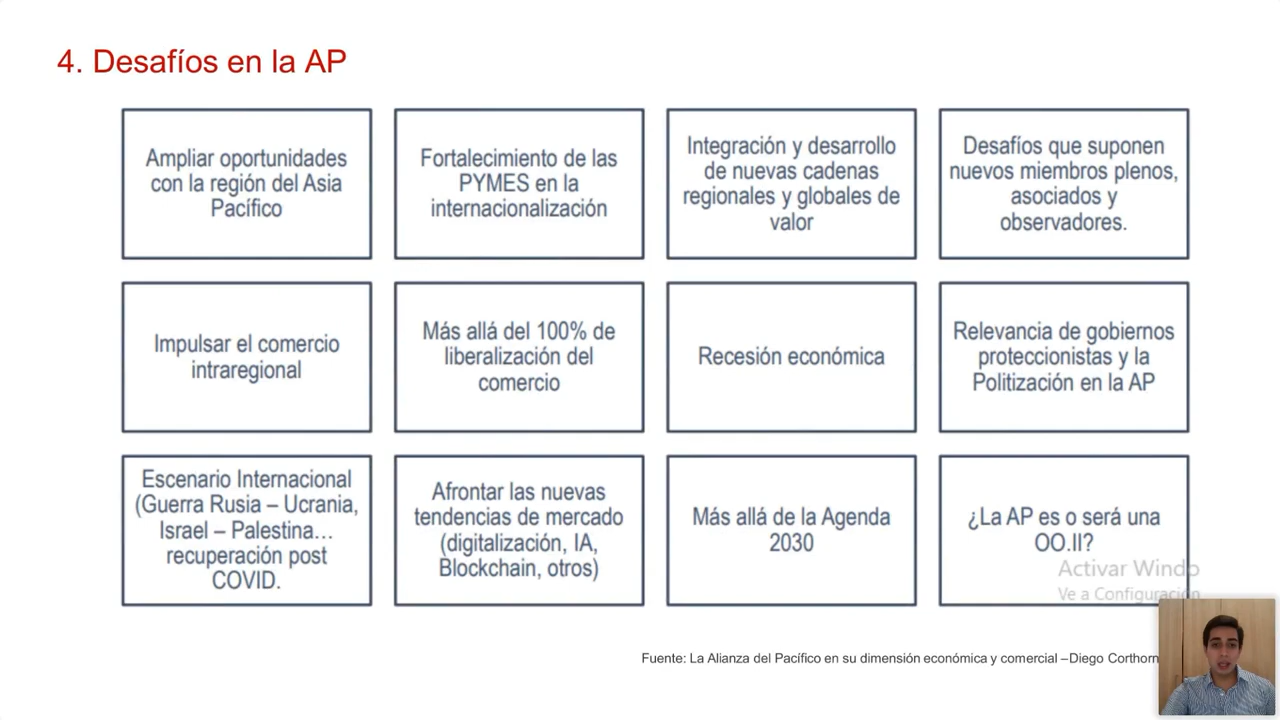 4. Desafíos en la AP
Ampliar oportunidades
con la región del Asia
Pacífico
Fortalecimiento de las
PYMES en la
internacionalización
Integración y desarrollo
de nuevas cadenas
regionales y globales de
valor
Desafíos que suponen
nuevos miembros plenos,
asociados y
observadores.
Impulsar el comercio
intraregional
Más allá del 100% de
liberalización del
comercio
Recesión económica
Relevancia de gobiernos
proteccionistas y la
Politización en la AP
Escenario Internacional
(Guerra Rusia – Ucrania,
Israel – Palestina…
recuperación post
COVID.
Afrontar las nuevas
tendencias de mercado
(digitalización, IA,
Blockchain, otros)
Más allá de la Agenda
2030
¿La AP es o será una
OO.II?
Activar Windo
Ve a Configuración
Fuente: La Alianza del Pacífico en su dimensión económica y comercial –Diego Corthorn